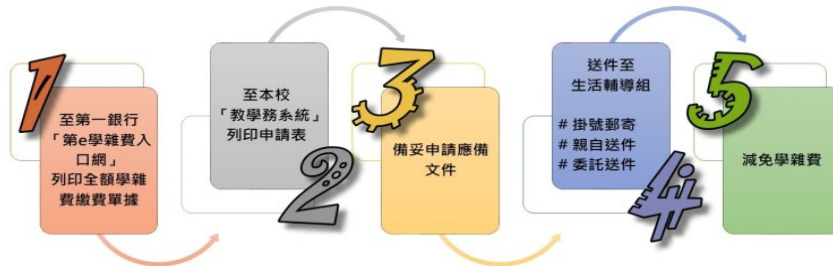 1
至第一銀行
「第e學雜費入
口網」
列印全額學雜
費繳費單據
2
至本校
「教學務系統」
列印申請表
3
備妥申請應備
文件
4
送件至
生活輔導組
# 掛號郵寄
# 親自送件
# 委託送件
5
減免學雜費